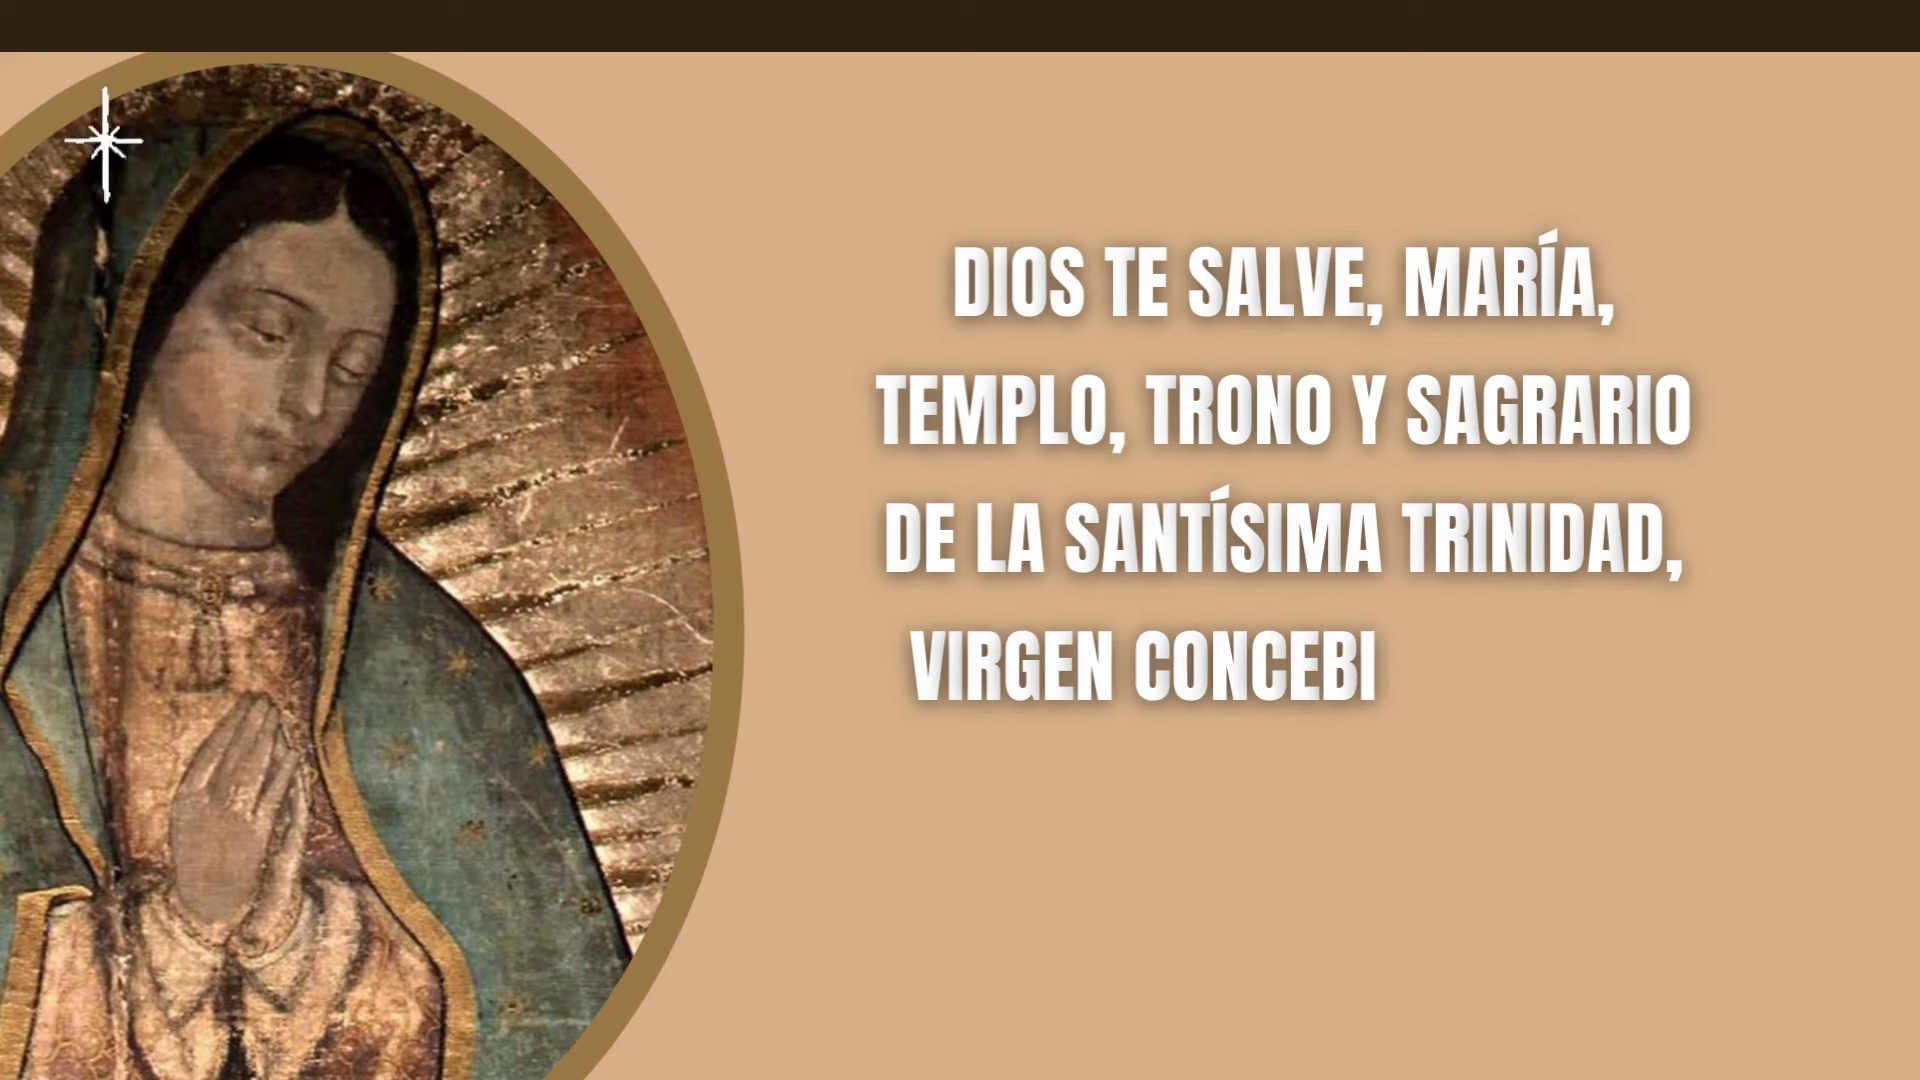 DIOS TE SALVE, MARÍA,
TEMPLO, TRONO Y SAGRARIO
DE LA SANTÍSIMA TRINIDAD,
VIRGEN CONCEBI